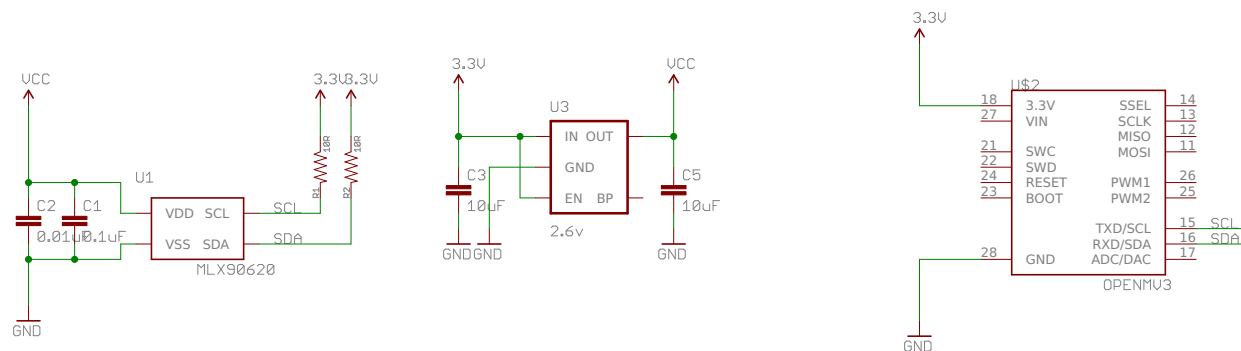 VCC
3.3V
3.3V
10R
10R
R1
R2
U1
C2
C1
0.01uF
0.1uF
VDD
SCL
VSS
SDA
SCL
SDA
MLX90620
GND
3.3V
VCC
U3
IN
OUT
GND
EN
BP
C3
10uF
C5
10uF
2.6v
GND
GND
GND
3.3V
U$2
18
3.3V
SSEL
14
27
VIN
SCLK
13
MISO
12
21
SWC
MOSI
11
22
SWD
24
RESET
PWM1
26
23
BOOT
PWM2
25
TXD/SCL
15
SCL
RXD/SDA
16
SDA
28
GND
ADC/DAC
17
OPENMV3
GND